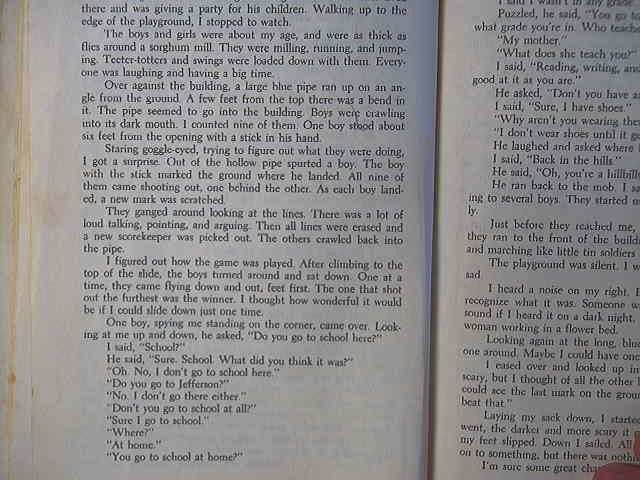 there and was giving a party for his children. Walking up to the
edge of the playground, I stopped to watch.
The boys and girls were about my age, and were as thick as
flies around a sorghum mill. They were milling, running, and jump-
ing. Teeter-totters and swings were loaded down with them. Every-
one was laughing and having a big time.
Over against the building, a large blue pipe ran up on an an-
gle from the ground. A few feet from the top there was a bend in
it. The pipe seemed to go into the building. Boys were crawling
into its dark mouth. I counted nine of them. One boy stood about
six feet from the opening with a stick in his hand.
Staring goggle-eyed, trying to figure out what they were doing,
I got a surprise. Out of the hollow pipe spurted a boy. The boy
with the stick marked the ground where he landed. All nine of
them came shooting out, one behind the other. As each boy land-
ed, a new mark was scratched.
They ganged around looking at the lines. There was a lot of
loud talking, pointing, and arguing. Then all lines were erased and
a new scorekeeper was picked out. The others crawled back into
the pipe.
I figured out how the game was played. After climbing to the
top of the slide, the boys turned around and sat down. One at a
time, they came flying down and out, feet first. The one that shot
out the furthest was the winner. I thought how wonderful it would
be if I could slide down just one time.
One boy, spying me standing on the corner, came over. Look-
ing at me up and down, he asked, "Do you go to school here?"
I said, "School?"
He said, "Sure. School. What did you think it was?"
"Oh. No, I don't go to school here."
"Do you go to Jefferson?"
"No. I don't go there either."
"Don't you go to school at all?"
"Sure I go to school."
"Where?"
"At home."
"You go to school at home?"
I said I wasn't in any grade.
Puzzled, he said, "You go
what grade you're in. Who
"My mother."
"What does she teach you?"
I said, "Reading, writing, and
good at it as you are."
He asked, "Don't you have
I said, "Sure, I have shoes."
"Why aren't you wearing
"I don't wear shoes until it
He laughed and asked where
I said, "Back in the hills."
He said, "Oh, you're a hillbilly
He ran back to the mob. I
ing to several boys. They started
ly.
Just before they reached me,
they ran to the front of the
and marching like little tin soldiers
The playground was silent. I
sad.
I heard a noise on my right.
recognize what it was. Someone
sound if I heard it on a dark night.
woman working in a flower bed.
Looking again at the long,
one around. Maybe I could have
I eased over and looked up
scary, but I thought of all the other
could see the last mark on the
beat that."
Laying my sack down, I started
went, the darker and more scary it
my feet slipped. Down I sailed. All
on to something, but there was
I'm sure some great